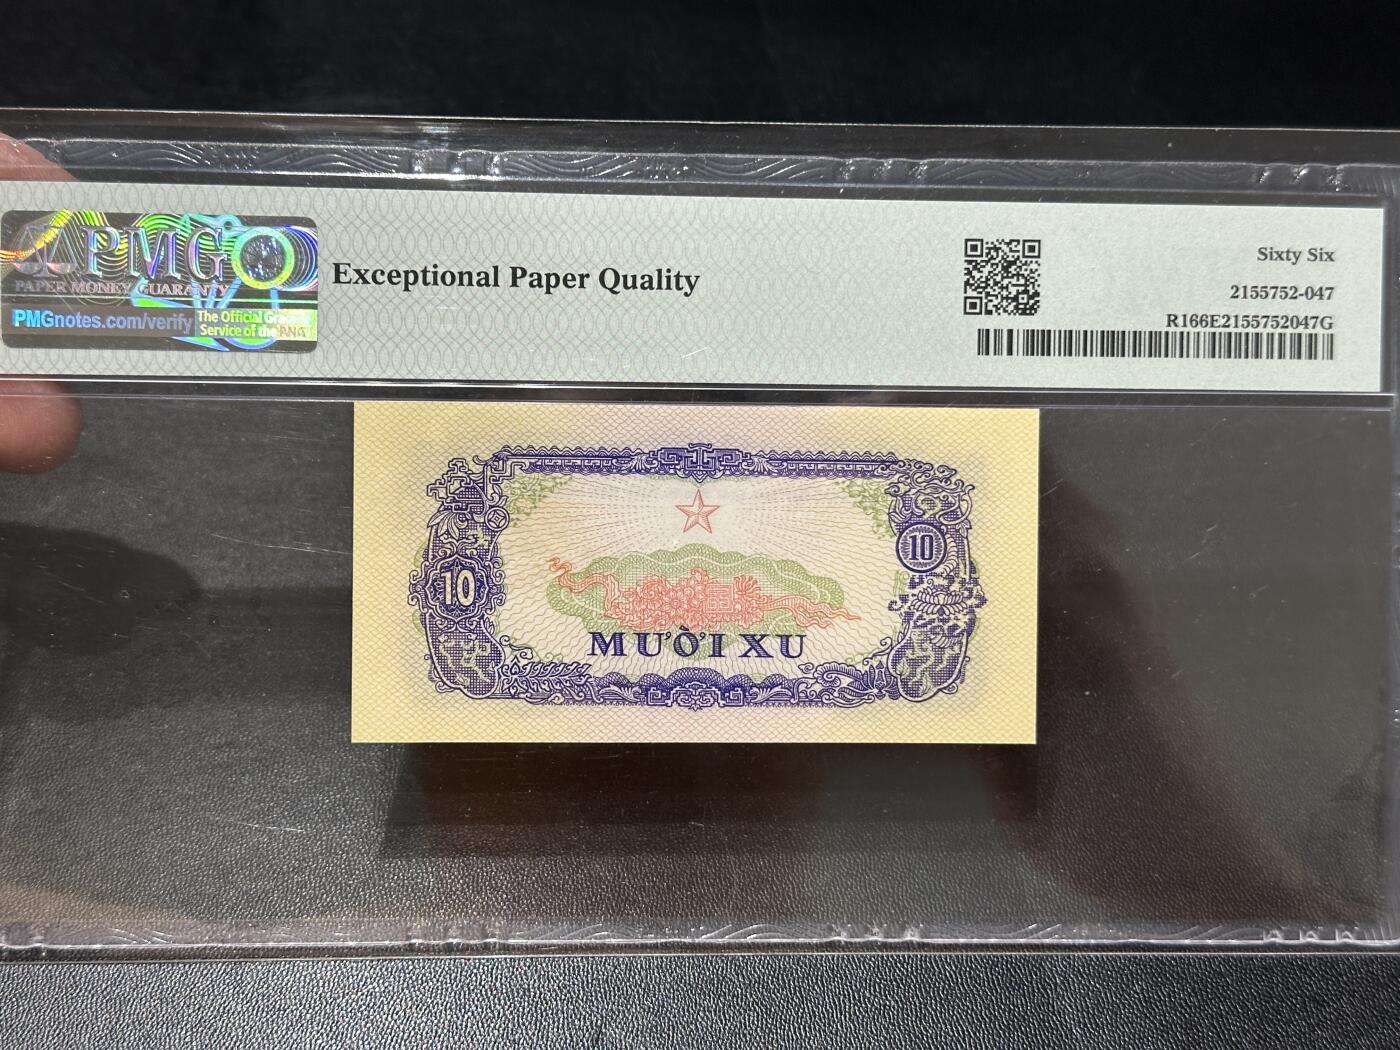 PMG
PAPER MONEY GUARANTY
PMGnotes.com/verify
The Official Grading
Service of the ANA
Exceptional Paper Quality
Sixty Six
2155752-047
R166E2155752047G
10
10
MƯỜI XU